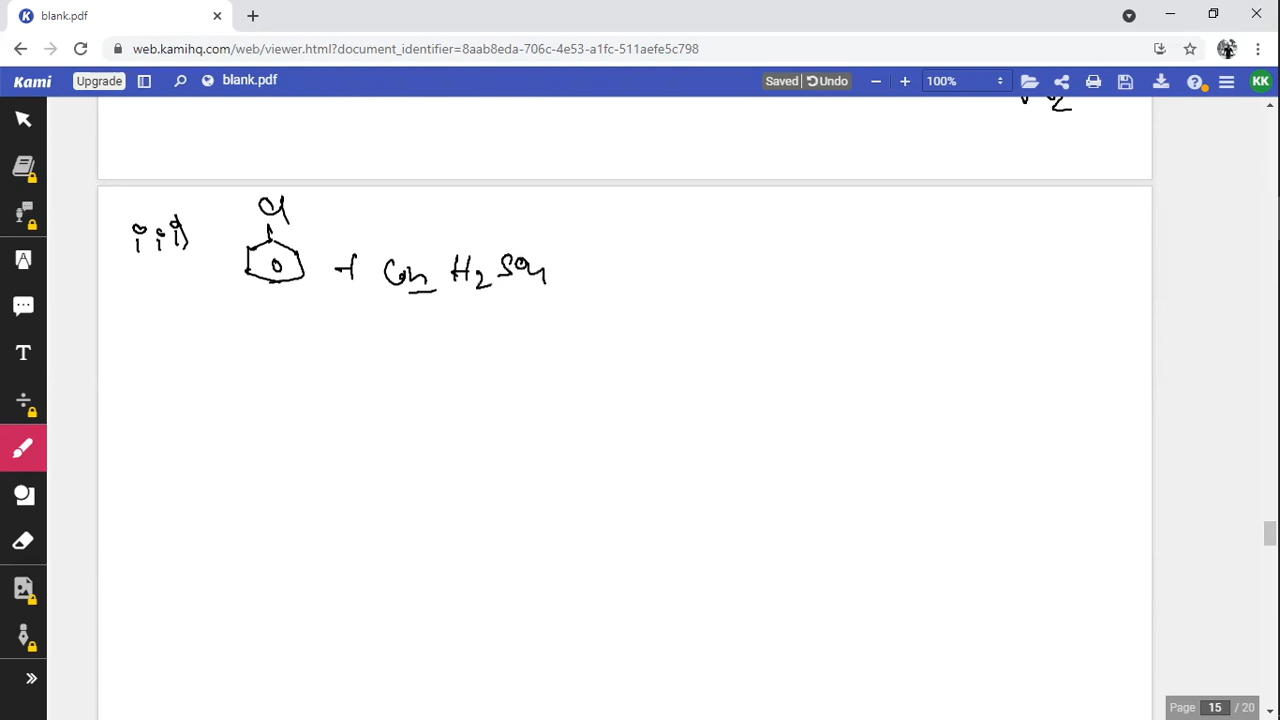 blank.pdf
web.kamihq.com/web/viewer.html?document_identifier=8aab8eda-706c-4e53-a1fc-511aefe5c798
Kami Upgrade blank.pdf Saved Undo 100% KK
iii) Cl
+ Con H2SO4
Page 15 / 20